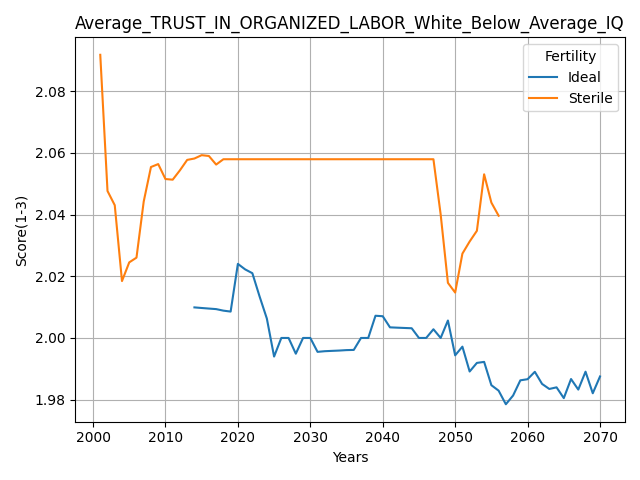 Average_TRUST_IN_ORGANIZED_LABOR_White_Below_Average_IQ
Fertility
Ideal
Sterile
Score(1-3)
2.08
2.06
2.04
2.02
2.00
1.98
2000 2010 2020 2030 2040 2050 2060 2070
Years